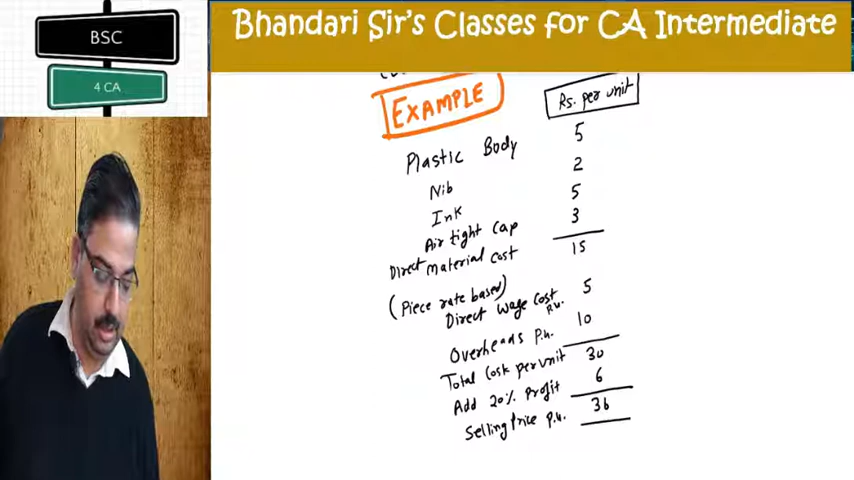 BSC
4 CA
Bhandari Sir's Classes for CA Intermediate
EXAMPLE
Rs. per unit
Plastic Body 5
Nib 2
Ink 5
Air tight Cap 3
Direct Material Cost 15
(Piece rate based)
Direct Wage Cost P.u. 5
Overheads P.u. 10
Total Cost per unit 30
Add 20% Profit 6
Selling Price P.u. 36